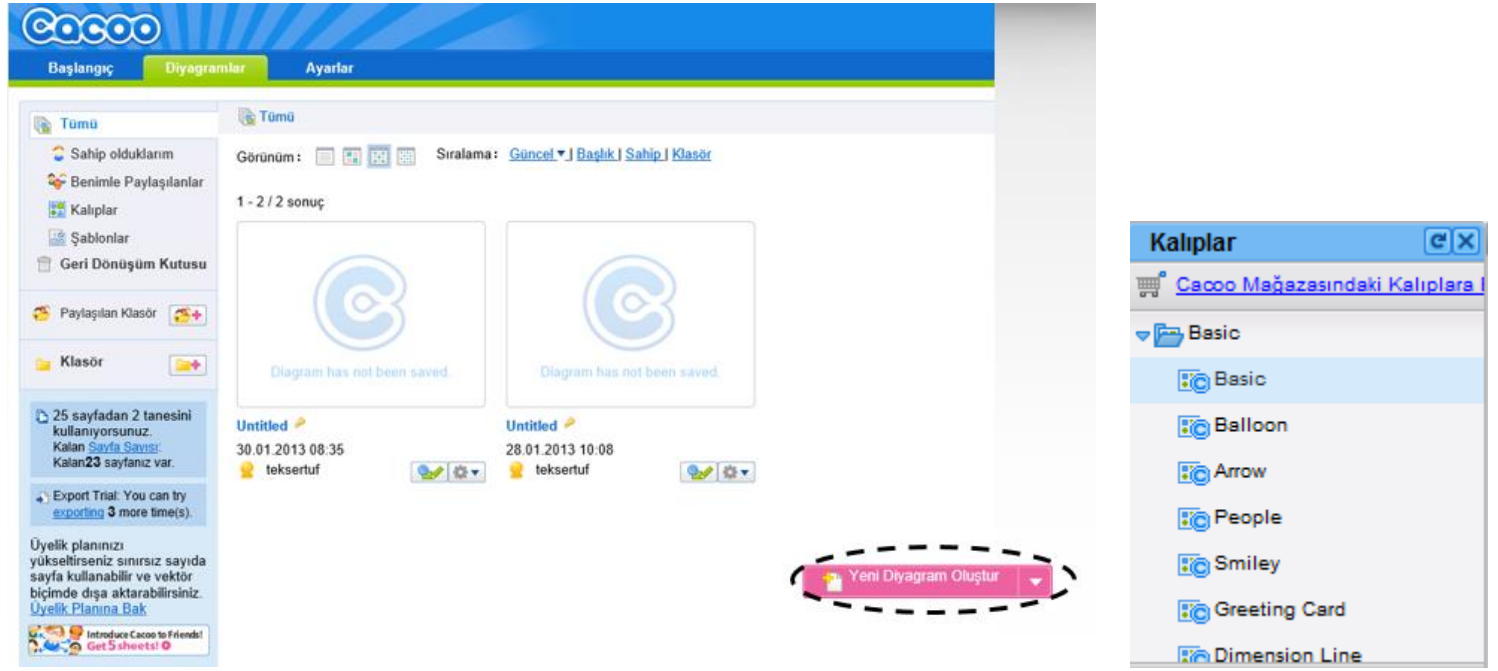 Cacoo
Başlangıç Diyagramlar Ayarlar
Tümü
Sahip olduklarım
Benimle Paylaşılanlar
Kalıplar
Şablonlar
Geri Dönüşüm Kutusu
Paylaşılan Klasör
Klasör
25 sayfadan 2 tanesini
kullanıyorsunuz.
Kalan Sayfa Sayısı:
Kalan23 sayfanız var.
Export Trial: You can try
exporting 3 more time(s).
Üyelik planınızı
yükseltirseniz sınırsız sayıda
sayfa kullanabilir ve vektör
biçimde dışa aktarabilirsiniz.
Üyelik Planına Bak
Introduce Cacoo to Friends!
Get 5 sheets!
Tümü
Görünüm : Sıralama : Güncel | Başlık | Sahip | Klasör
1 - 2 / 2 sonuç
Diagram has not been saved.
Untitled
30.01.2013 08:35
teksertuf
Diagram has not been saved.
Untitled
28.01.2013 10:08
teksertuf
Yeni Diyagram Oluştur
Kalıplar
Cacoo Mağazasındaki Kalıplara
Basic
Basic
Balloon
Arrow
People
Smiley
Greeting Card
Dimension Line